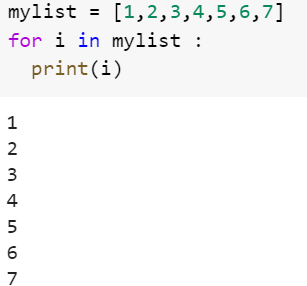 mylist = [1,2,3,4,5,6,7]
for i in mylist :
  print(i)
1
2
3
4
5
6
7